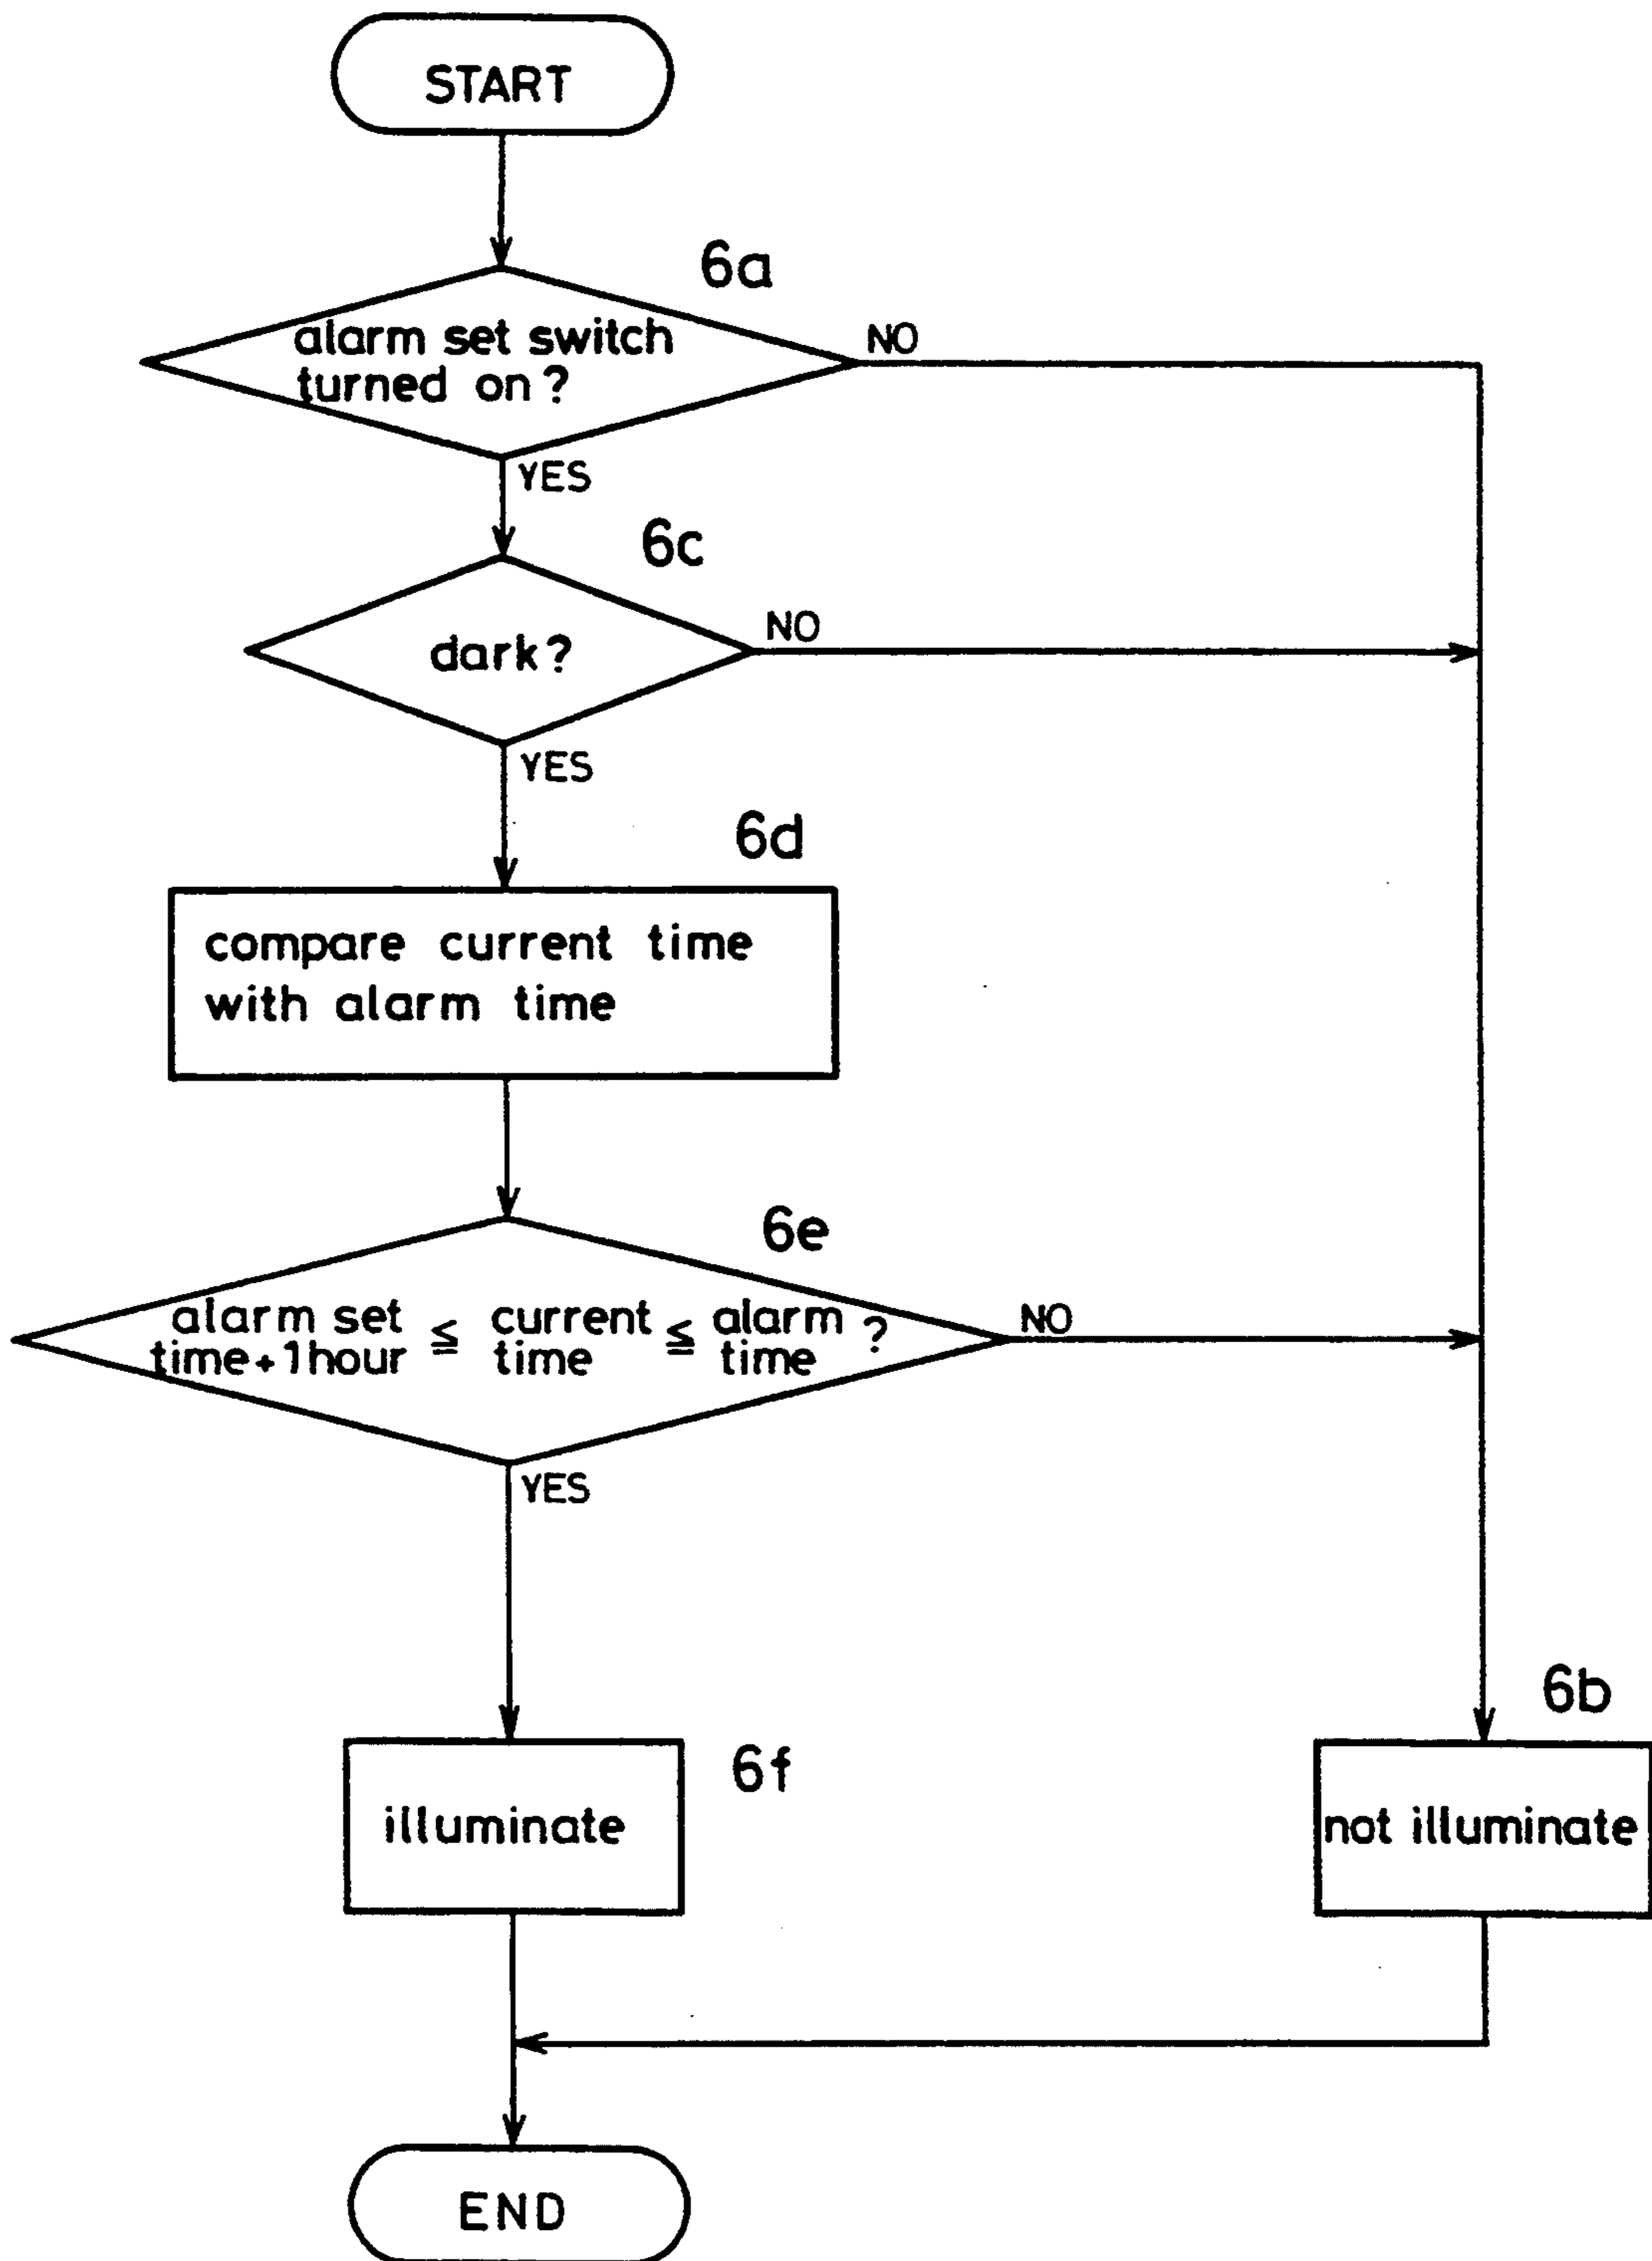 START
6a
alarm set switch
turned on?
NO
YES
6c
dark?
NO
YES
6d
compare current time
with alarm time
6e
alarm set
time+1hour ≦ current
time ≦ alarm
time ?
NO
YES
6f
illuminate
6b
not illuminate
END